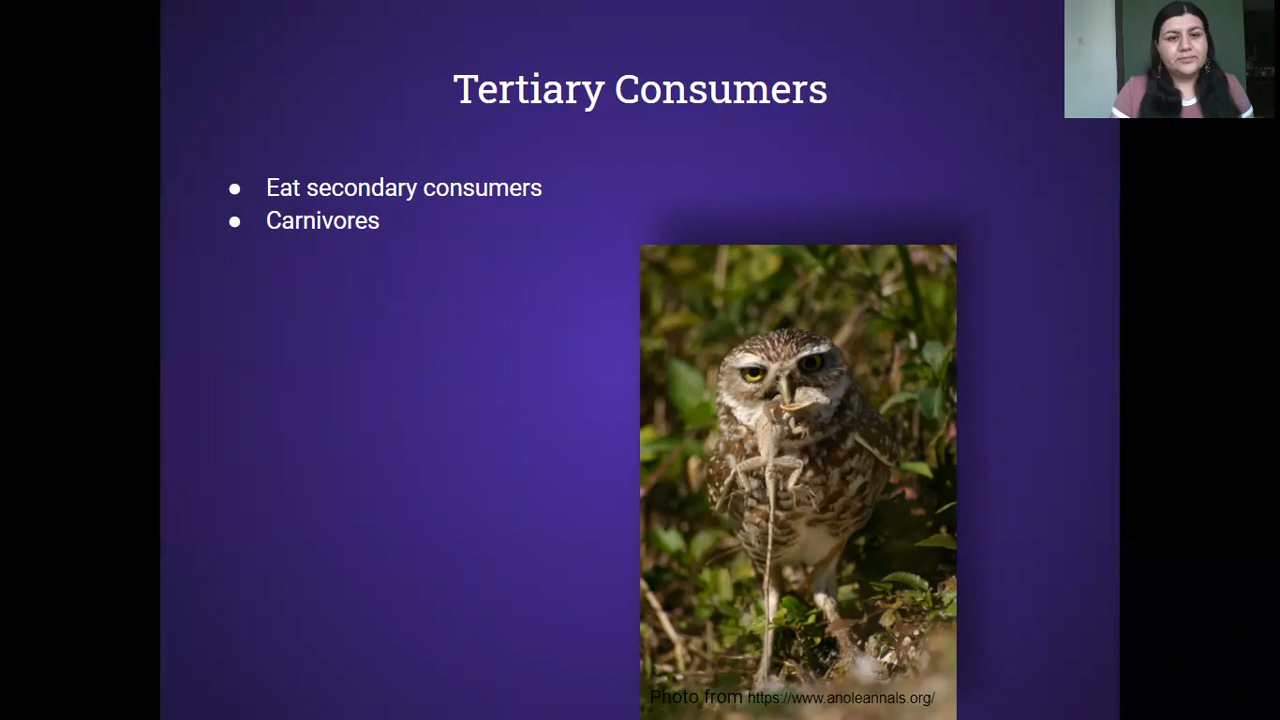 Tertiary Consumers
● Eat secondary consumers
● Carnivores
Photo from https://www.anoleannals.org/